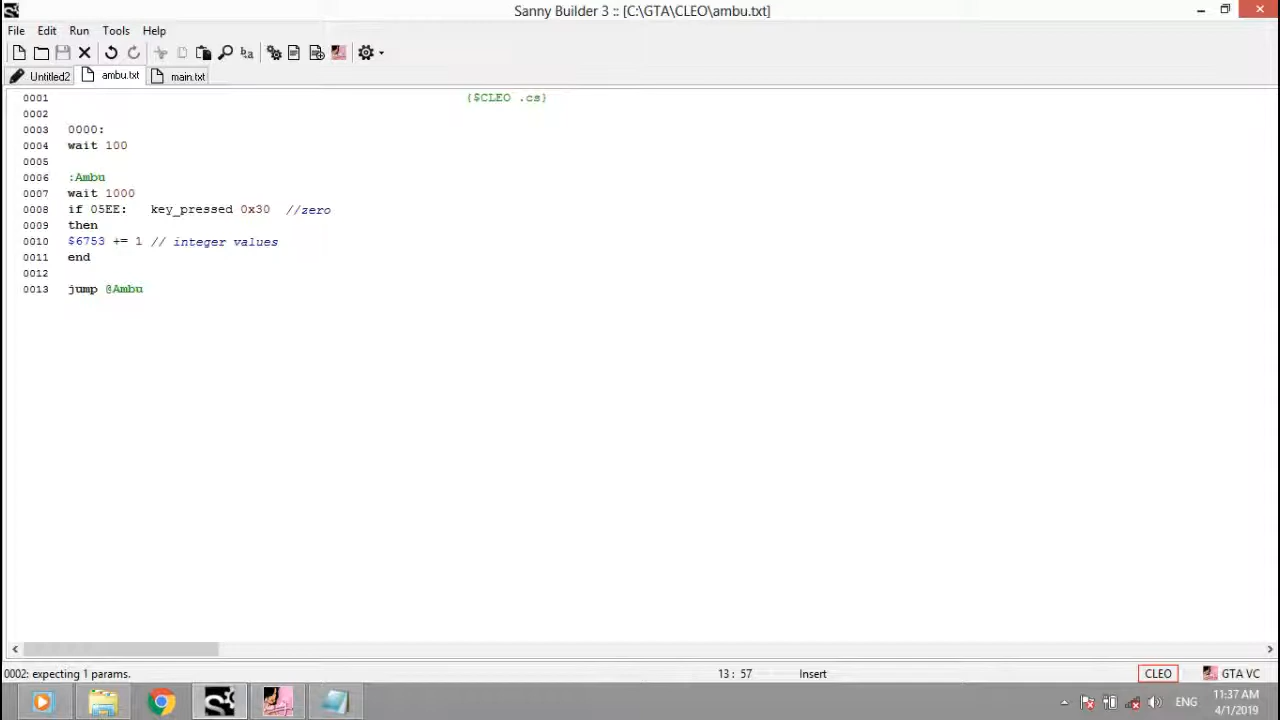 Sanny Builder 3 :: [C:\GTA\CLEO\ambu.txt]
File Edit Run Tools Help
Untitled2 ambu.txt main.txt
0001 {$CLEO .cs}
0002
0003 0000:
0004 wait 100
0005
0006 :Ambu
0007 wait 1000
0008 if 05EE: key_pressed 0x30 //zero
0009 then
0010 $6753 += 1 // integer values
0011 end
0012
0013 jump @Ambu
0002: expecting 1 params. 13: 57 Insert CLEO GTA VC
ENG
11:37 AM
4/1/2019